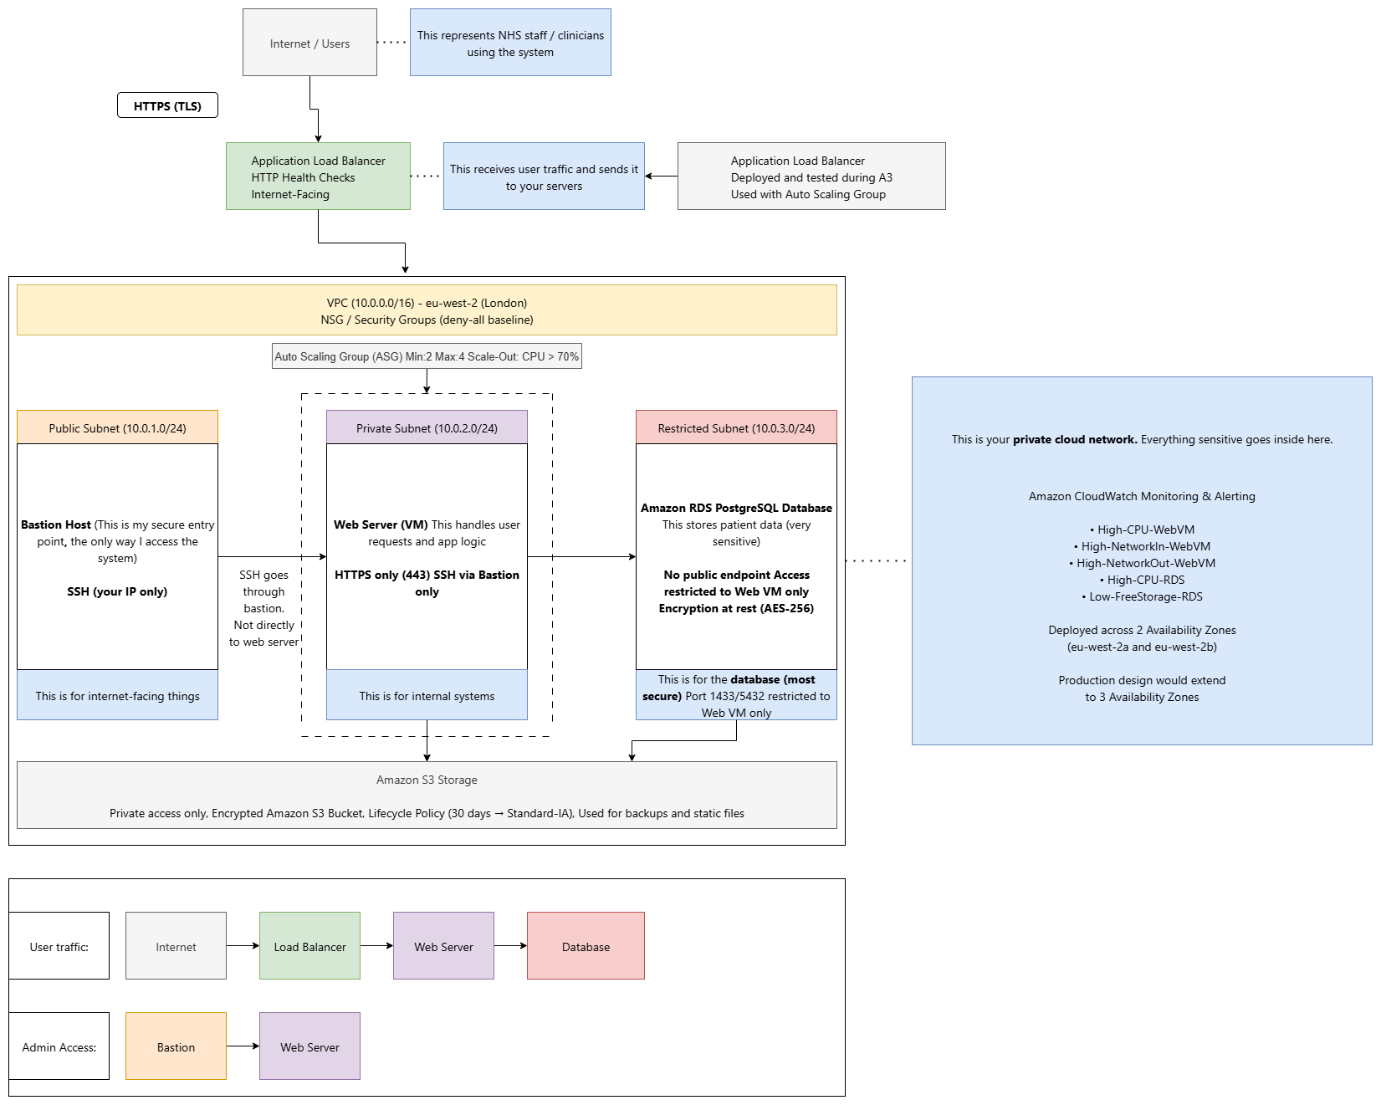 Internet / Users
This represents NHS staff / clinicians
using the system
HTTPS (TLS)
Application Load Balancer
HTTP Health Checks
Internet-Facing
This receives user traffic and sends it
to your servers
Application Load Balancer
Deployed and tested during A3
Used with Auto Scaling Group
VPC (10.0.0.0/16) - eu-west-2 (London)
NSG / Security Groups (deny-all baseline)
Auto Scaling Group (ASG) Min:2 Max:4 Scale-Out: CPU > 70%
Public Subnet (10.0.1.0/24)
Bastion Host (This is my secure entry
point, the only way I access the
system)
SSH (your IP only)
This is for internet-facing things
SSH goes
through
bastion.
Not directly
to web server
Private Subnet (10.0.2.0/24)
Web Server (VM) This handles user
requests and app logic
HTTPS only (443) SSH via Bastion
only
This is for internal systems
Restricted Subnet (10.0.3.0/24)
Amazon RDS PostgreSQL Database
This stores patient data (very
sensitive)
No public endpoint Access
restricted to Web VM only
Encryption at rest (AES-256)
This is for the database (most
secure) Port 1433/5432 restricted to
Web VM only
This is your private cloud network. Everything sensitive goes inside here.
Amazon CloudWatch Monitoring & Alerting
• High-CPU-WebVM
• High-NetworkIn-WebVM
• High-NetworkOut-WebVM
• High-CPU-RDS
• Low-FreeStorage-RDS
Deployed across 2 Availability Zones
(eu-west-2a and eu-west-2b)
Production design would extend
to 3 Availability Zones
Amazon S3 Storage
Private access only, Encrypted Amazon S3 Bucket, Lifecycle Policy (30 days → Standard-IA), Used for backups and static files
User traffic:
Internet
Load Balancer
Web Server
Database
Admin Access:
Bastion
Web Server